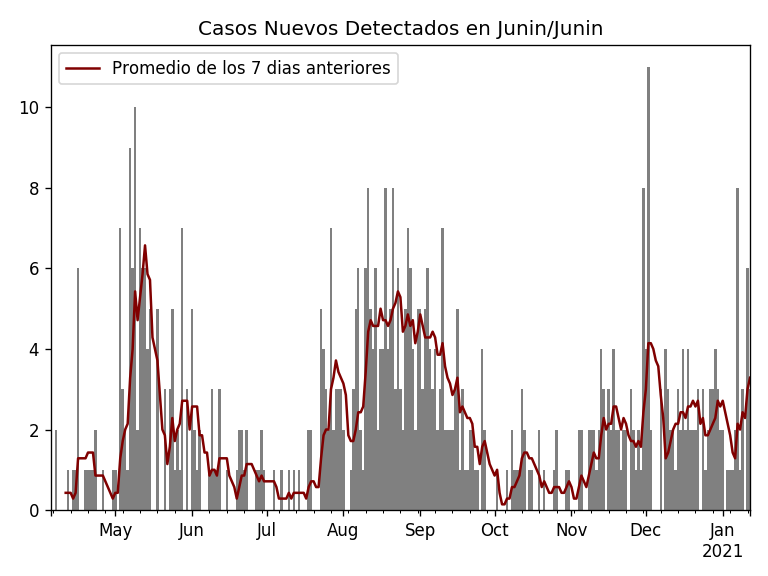 Casos Nuevos Detectados en Junin/Junin
Promedio de los 7 dias anteriores
10
8
6
4
2
0
May Jun Jul Aug Sep Oct Nov Dec Jan
2021